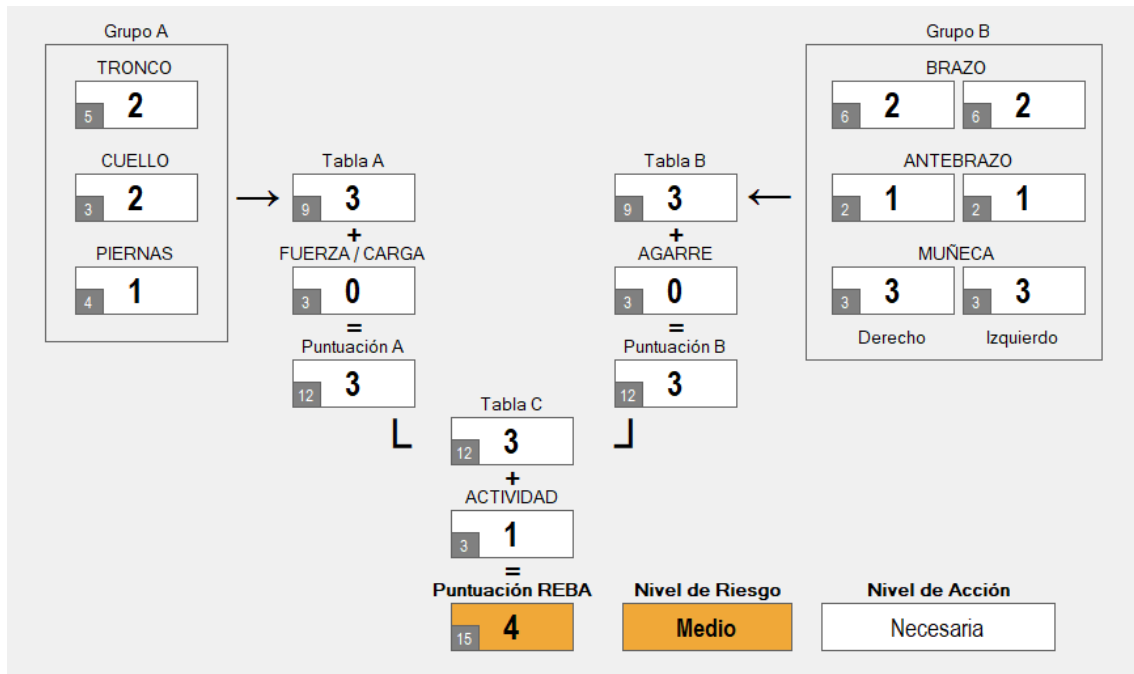 Grupo A
TRONCO
5 2
CUELLO
3 2
PIERNAS
4 1
Tabla A
9 3
+
FUERZA / CARGA
3 0
=
Puntuación A
12 3
Grupo B
BRAZO
6 2 6 2
ANTEBRAZO
2 1 2 1
MUÑECA
3 3 3 3
Derecho Izquierdo
Tabla B
9 3
+
AGARRE
3 0
=
Puntuación B
12 3
Tabla C
12 3
+
ACTIVIDAD
3 1
=
Puntuación REBA
15 4
Nivel de Riesgo
Medio
Nivel de Acción
Necesaria